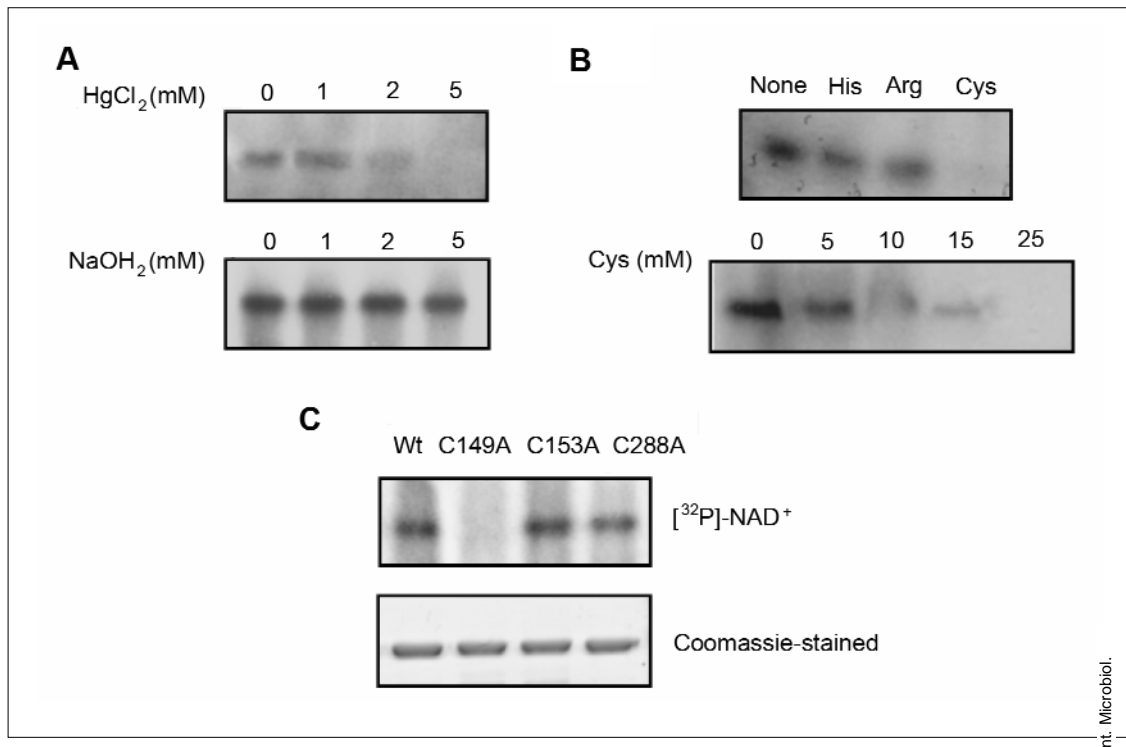 A
HgCl₂(mM) 0 1 2 5
NaOH₂(mM) 0 1 2 5
B
None His Arg Cys
Cys (mM) 0 5 10 15 25
C
Wt C149A C153A C288A
[³²P]-NAD⁺
Coomassie-stained
nt. Microbiol.